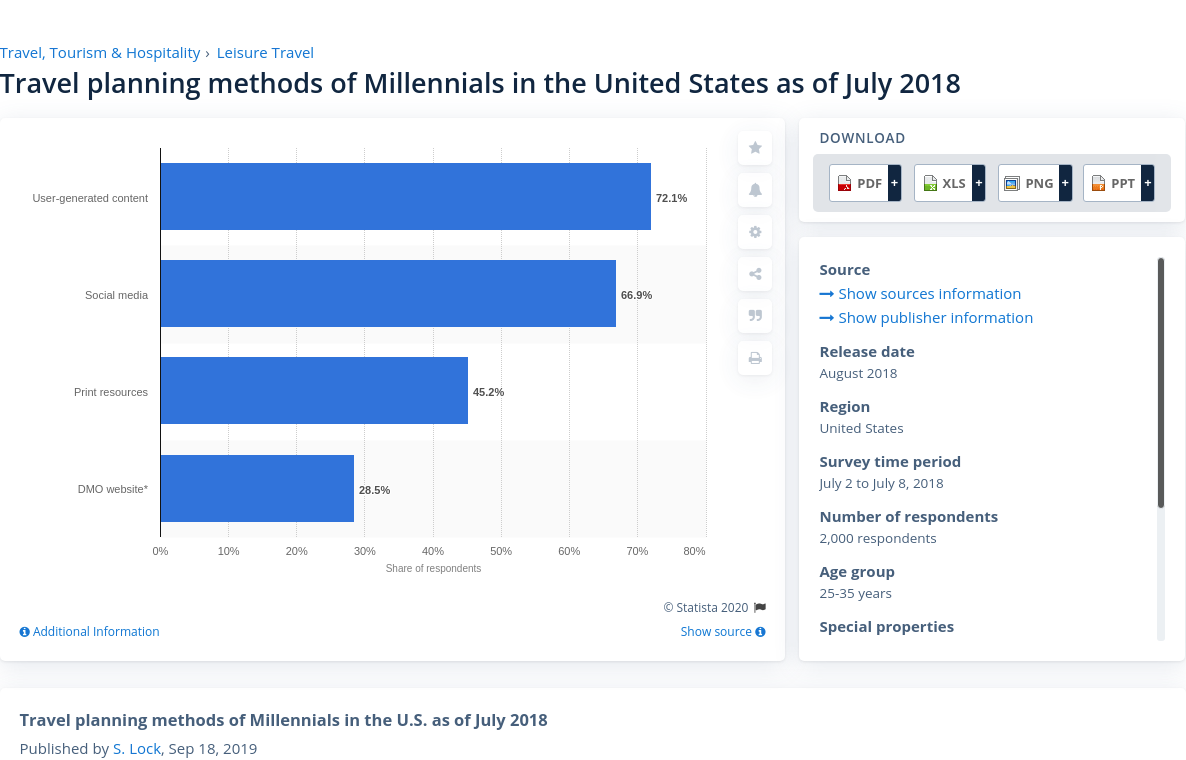 Travel, Tourism & Hospitality › Leisure Travel
Travel planning methods of Millennials in the United States as of July 2018
User-generated content
72.1%
Social media
66.9%
Print resources
45.2%
DMO website*
28.5%
0% 10% 20% 30% 40% 50% 60% 70% 80%
Share of respondents
© Statista 2020
Additional Information
Show source
DOWNLOAD
PDF + XLS + PNG + PPT +
Source
Show sources information
Show publisher information
Release date
August 2018
Region
United States
Survey time period
July 2 to July 8, 2018
Number of respondents
2,000 respondents
Age group
25-35 years
Special properties
Travel planning methods of Millennials in the U.S. as of July 2018
Published by S. Lock, Sep 18, 2019